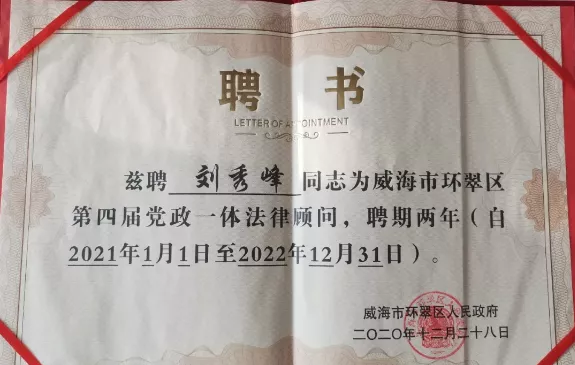 聘 书
LETTER OF APPOINTMENT
兹聘 刘秀峰 同志为威海市环翠区
第四届党政一体法律顾问，聘期两年（自
2021年1月1日至2022年12月31日）。
威海市环翠区人民政府
二〇二〇年十二月二十八日